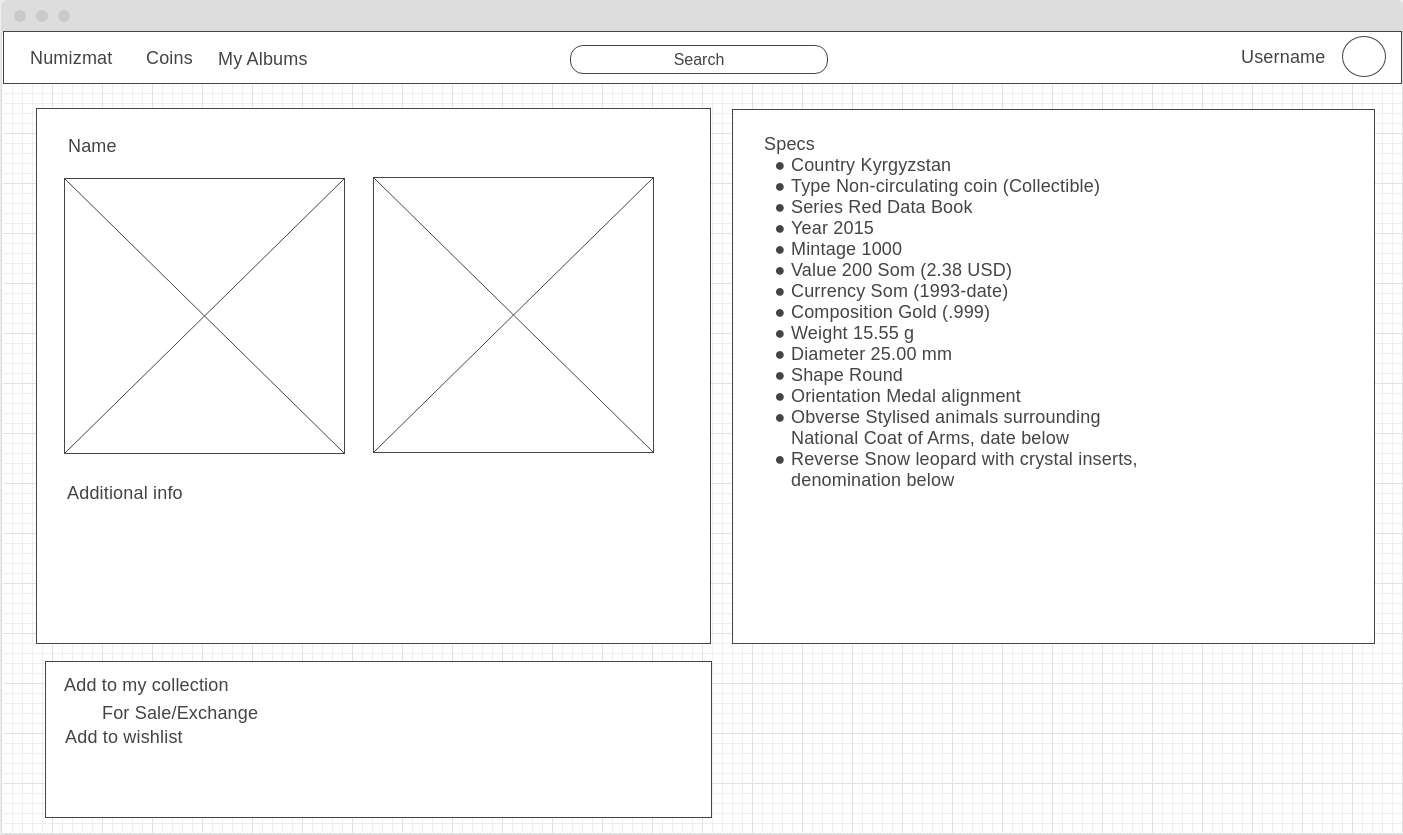 Numizmat Coins My Albums Search Username
Name
Additional info
Specs
● Country Kyrgyzstan
● Type Non-circulating coin (Collectible)
● Series Red Data Book
● Year 2015
● Mintage 1000
● Value 200 Som (2.38 USD)
● Currency Som (1993-date)
● Composition Gold (.999)
● Weight 15.55 g
● Diameter 25.00 mm
● Shape Round
● Orientation Medal alignment
● Obverse Stylised animals surrounding
National Coat of Arms, date below
● Reverse Snow leopard with crystal inserts,
denomination below
Add to my collection
For Sale/Exchange
Add to wishlist